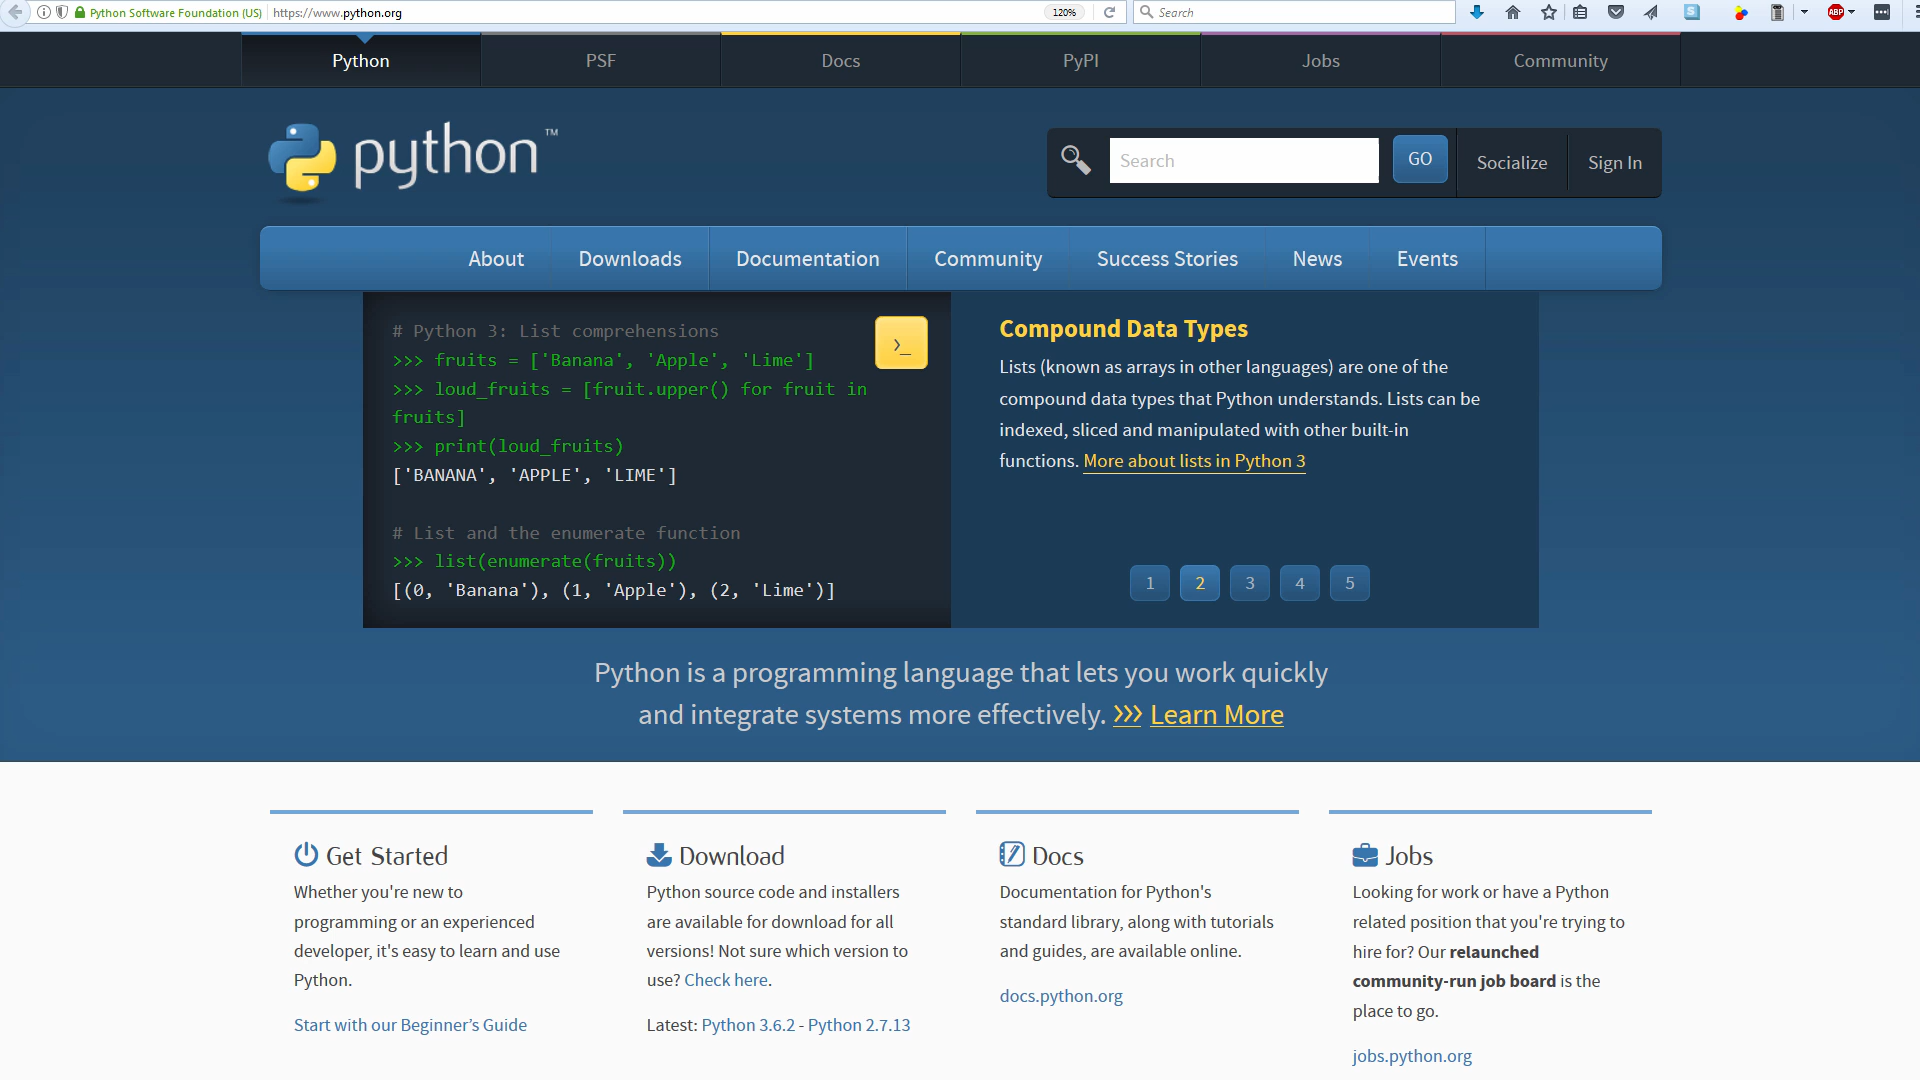 Python Software Foundation (US) https://www.python.org 120% Search ABP
Python PSF Docs PyPI Jobs Community
python™ Search GO Socialize Sign In
About Downloads Documentation Community Success Stories News Events
# Python 3: List comprehensions
>>> fruits = ['Banana', 'Apple', 'Lime']
>>> loud_fruits = [fruit.upper() for fruit in
fruits]
>>> print(loud_fruits)
['BANANA', 'APPLE', 'LIME']
# List and the enumerate function
>>> list(enumerate(fruits))
[(0, 'Banana'), (1, 'Apple'), (2, 'Lime')]
>_
Compound Data Types
Lists (known as arrays in other languages) are one of the
compound data types that Python understands. Lists can be
indexed, sliced and manipulated with other built-in
functions. More about lists in Python 3
1 2 3 4 5
Python is a programming language that lets you work quickly
and integrate systems more effectively. >>> Learn More
Get Started
Whether you're new to
programming or an experienced
developer, it's easy to learn and use
Python.
Start with our Beginner’s Guide
Download
Python source code and installers
are available for download for all
versions! Not sure which version to
use? Check here.
Latest: Python 3.6.2 - Python 2.7.13
Docs
Documentation for Python's
standard library, along with tutorials
and guides, are available online.
docs.python.org
Jobs
Looking for work or have a Python
related position that you're trying to
hire for? Our relaunched
community-run job board is the
place to go.
jobs.python.org